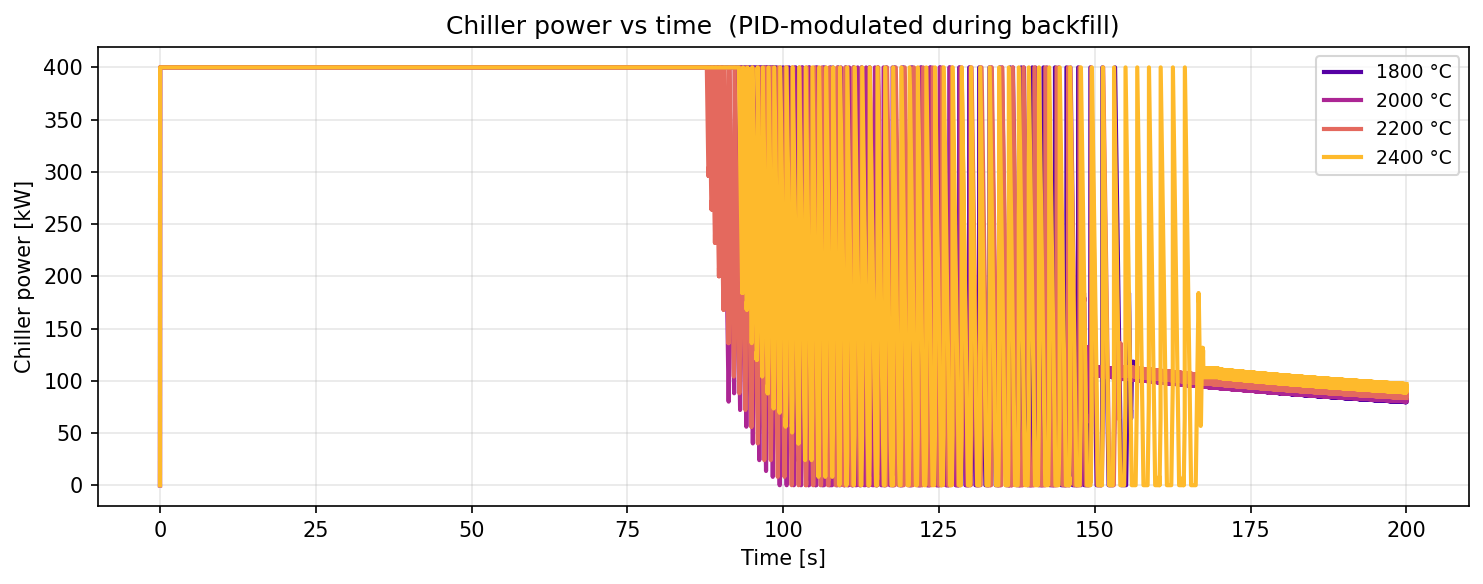 Chiller power vs time  (PID-modulated during backfill)
Chiller power [kW]
400
350
300
250
200
150
100
50
0
1800 °C
2000 °C
2200 °C
2400 °C
0
25
50
75
100
125
150
175
200
Time [s]